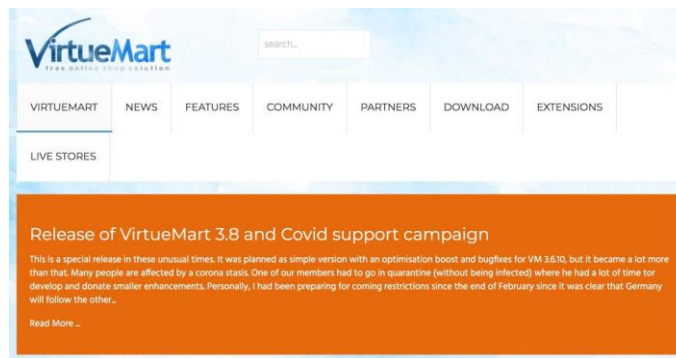 VirtueMart
free online shop solution
search...
VIRTUEMART NEWS FEATURES COMMUNITY PARTNERS DOWNLOAD EXTENSIONS
LIVE STORES
Release of VirtueMart 3.8 and Covid support campaign
This is a special release in these unusual times. It was planned as simple version with an optimisation boost and bugfixes for VM 3.6.10, but it became a lot more
than that. Many people are affected by a corona stasis. One of our members had to go in quarantine (without being infected) where he had a lot of time tor
develop and donate smaller enhancements. Personally, I had been preparing for coming restrictions since the end of February since it was clear that Germany
will follow the other...
Read More ...